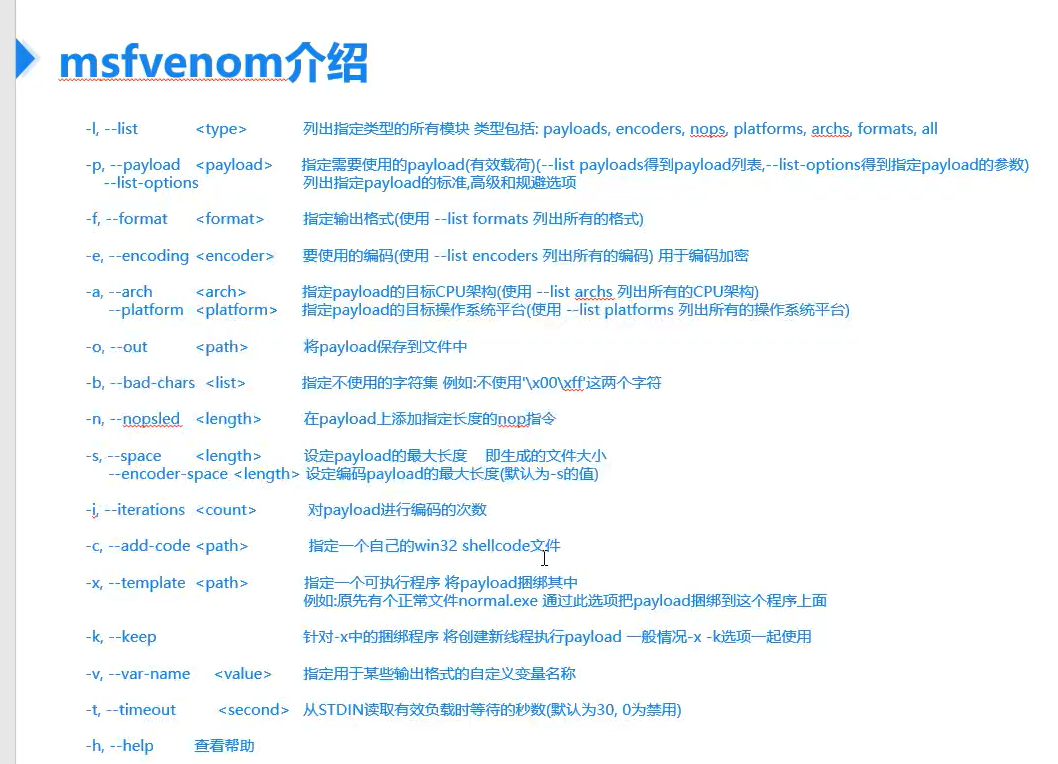 msfvenom介绍
-l, --list <type> 列出指定类型的所有模块 类型包括: payloads, encoders, nops, platforms, archs, formats, all
-p, --payload <payload> 指定需要使用的payload(有效载荷)(--list payloads得到payload列表,--list-options得到指定payload的参数)
--list-options 列出指定payload的标准,高级和规避选项
-f, --format <format> 指定输出格式(使用 --list formats 列出所有的格式)
-e, --encoding <encoder> 要使用的编码(使用 --list encoders 列出所有的编码) 用于编码加密
-a, --arch <arch> 指定payload的目标CPU架构(使用 --list archs 列出所有的CPU架构)
--platform <platform> 指定payload的目标操作系统平台(使用 --list platforms 列出所有的操作系统平台)
-o, --out <path> 将payload保存到文件中
-b, --bad-chars <list> 指定不使用的字符集 例如:不使用'\x00\xff'这两个字符
-n, --nopsled <length> 在payload上添加指定长度的nop指令
-s, --space <length> 设定payload的最大长度 即生成的文件大小
--encoder-space <length> 设定编码payload的最大长度(默认为-s的值)
-i, --iterations <count> 对payload进行编码的次数
-c, --add-code <path> 指定一个自己的win32 shellcode文件
-x, --template <path> 指定一个可执行程序 将payload捆绑其中
例如:原先有个正常文件normal.exe 通过此选项把payload捆绑到这个程序上面
-k, --keep 针对-x中的捆绑程序 将创建新线程执行payload 一般情况-x -k选项一起使用
-v, --var-name <value> 指定用于某些输出格式的自定义变量名称
-t, --timeout <second> 从STDIN读取有效负载时等待的秒数(默认为30, 0为禁用)
-h, --help 查看帮助